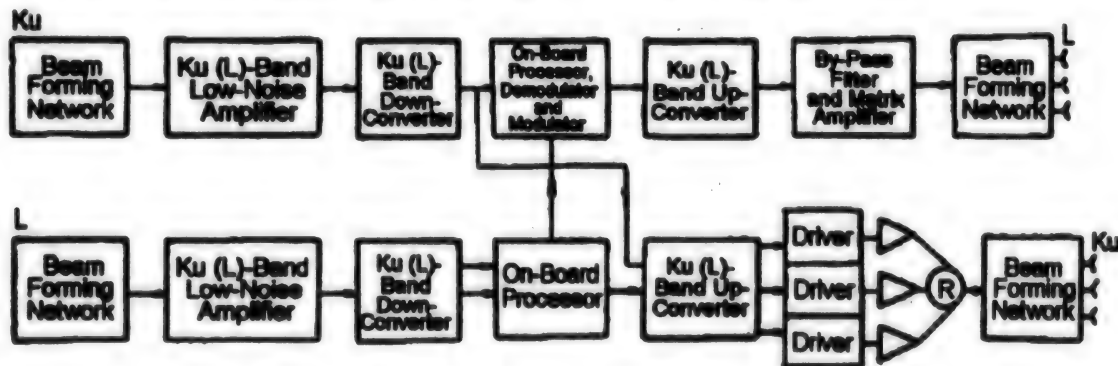 Ku
Beam
Forming
Network
Ku (L)-Band
Low-Noise
Amplifier
Ku (L)-
Band
Down-
Converter
On-Board
Processor,
Demodulator
and
Modulator
Ku (L)-
Band Up-
Converter
By-Pass
Filter
and Matrix
Amplifier
Beam
Forming
Network
L
L
Beam
Forming
Network
Ku (L)-Band
Low-Noise
Amplifier
Ku (L)-
Band
Down-
Converter
On-Board
Processor
Ku (L)-
Band Up-
Converter
Driver
Driver
Driver
R
Beam
Forming
Network
Ku